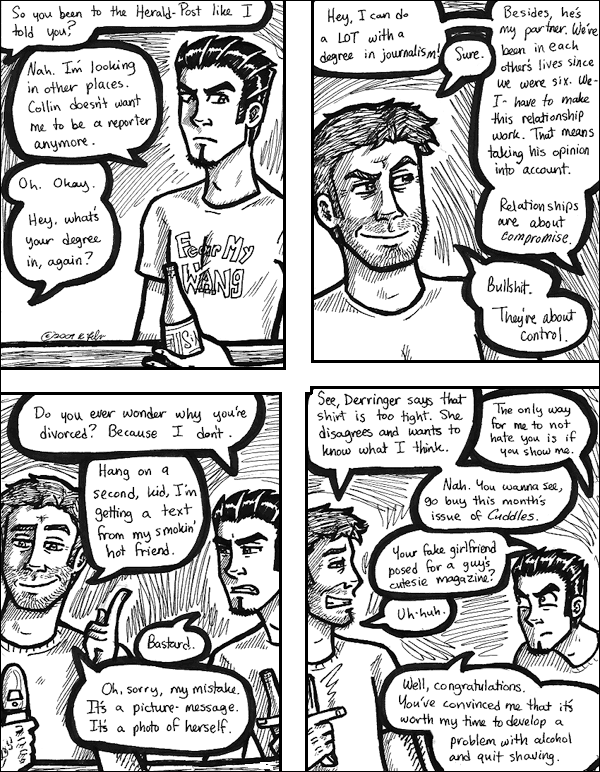 So you been to the Herald-Post like I
told you?
Nah. I'm looking
in other places.
Collin doesn't want
me to be a reporter
anymore.
Oh. Okay.
Hey, what's
your degree
in, again?
Fear My
WANG
Hey, I can do
a LOT with a
degree in journalism!
Sure.
Besides, he's
my partner. We've
been in each
other's lives since
we were six. We-
I- have to make
this relationship
work. That means
taking his opinion
into account.
Relationships
are about
compromise.
Bullshit.
They're about
control.
Do you ever wonder why you're
divorced? Because I don't.
Hang on a
second, kid, I'm
getting a text
from my smokin'
hot friend.
Bastard.
Oh, sorry, my mistake.
It's a picture-message.
It's a photo of herself.
See, Derringer says that
shirt is too tight. She
disagrees and wants to
know what I think.
The only way
for me to not
hate you is if
you show me.
Nah. You wanna see,
go buy this month's
issue of Cuddles.
Your fake girlfriend
posed for a guy's
cutesie magazine?
Uh-huh.
Well, congratulations.
You've convinced me that it's
worth my time to develop a
problem with alcohol
and quit shaving.